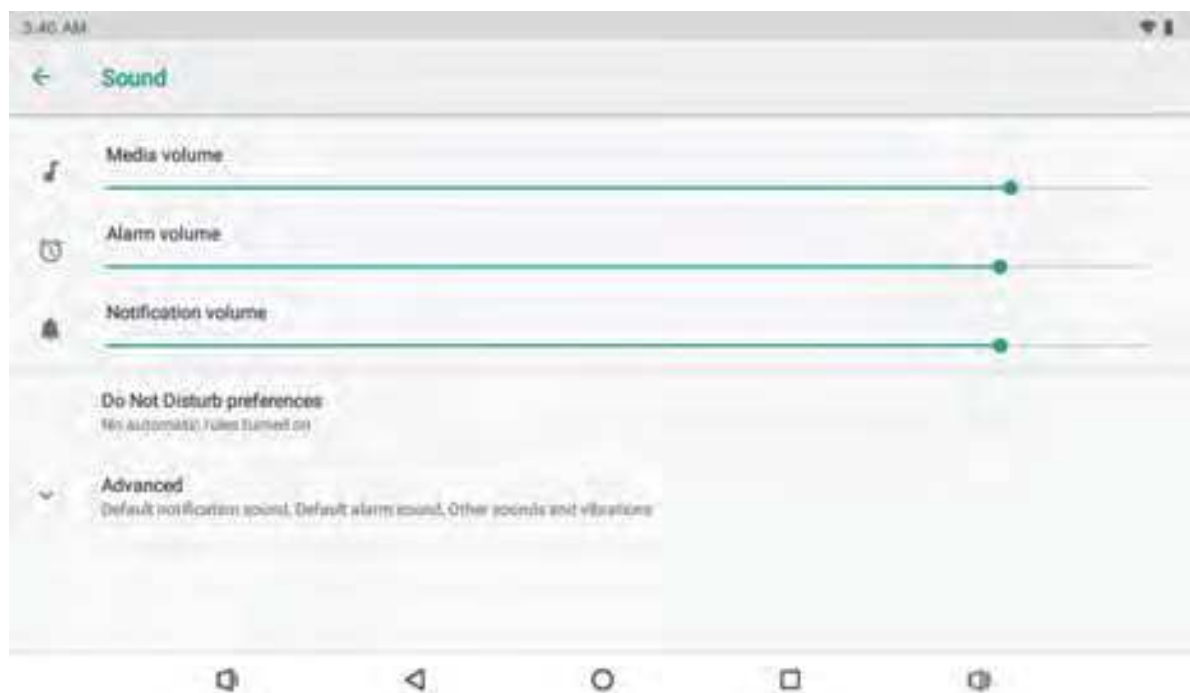 3:40 AM
Sound
Media volume
Alarm volume
Notification volume
Do Not Disturb preferences
No automatic rules turned on
Advanced
Default notification sound, Default alarm sound, Other sounds and vibrations